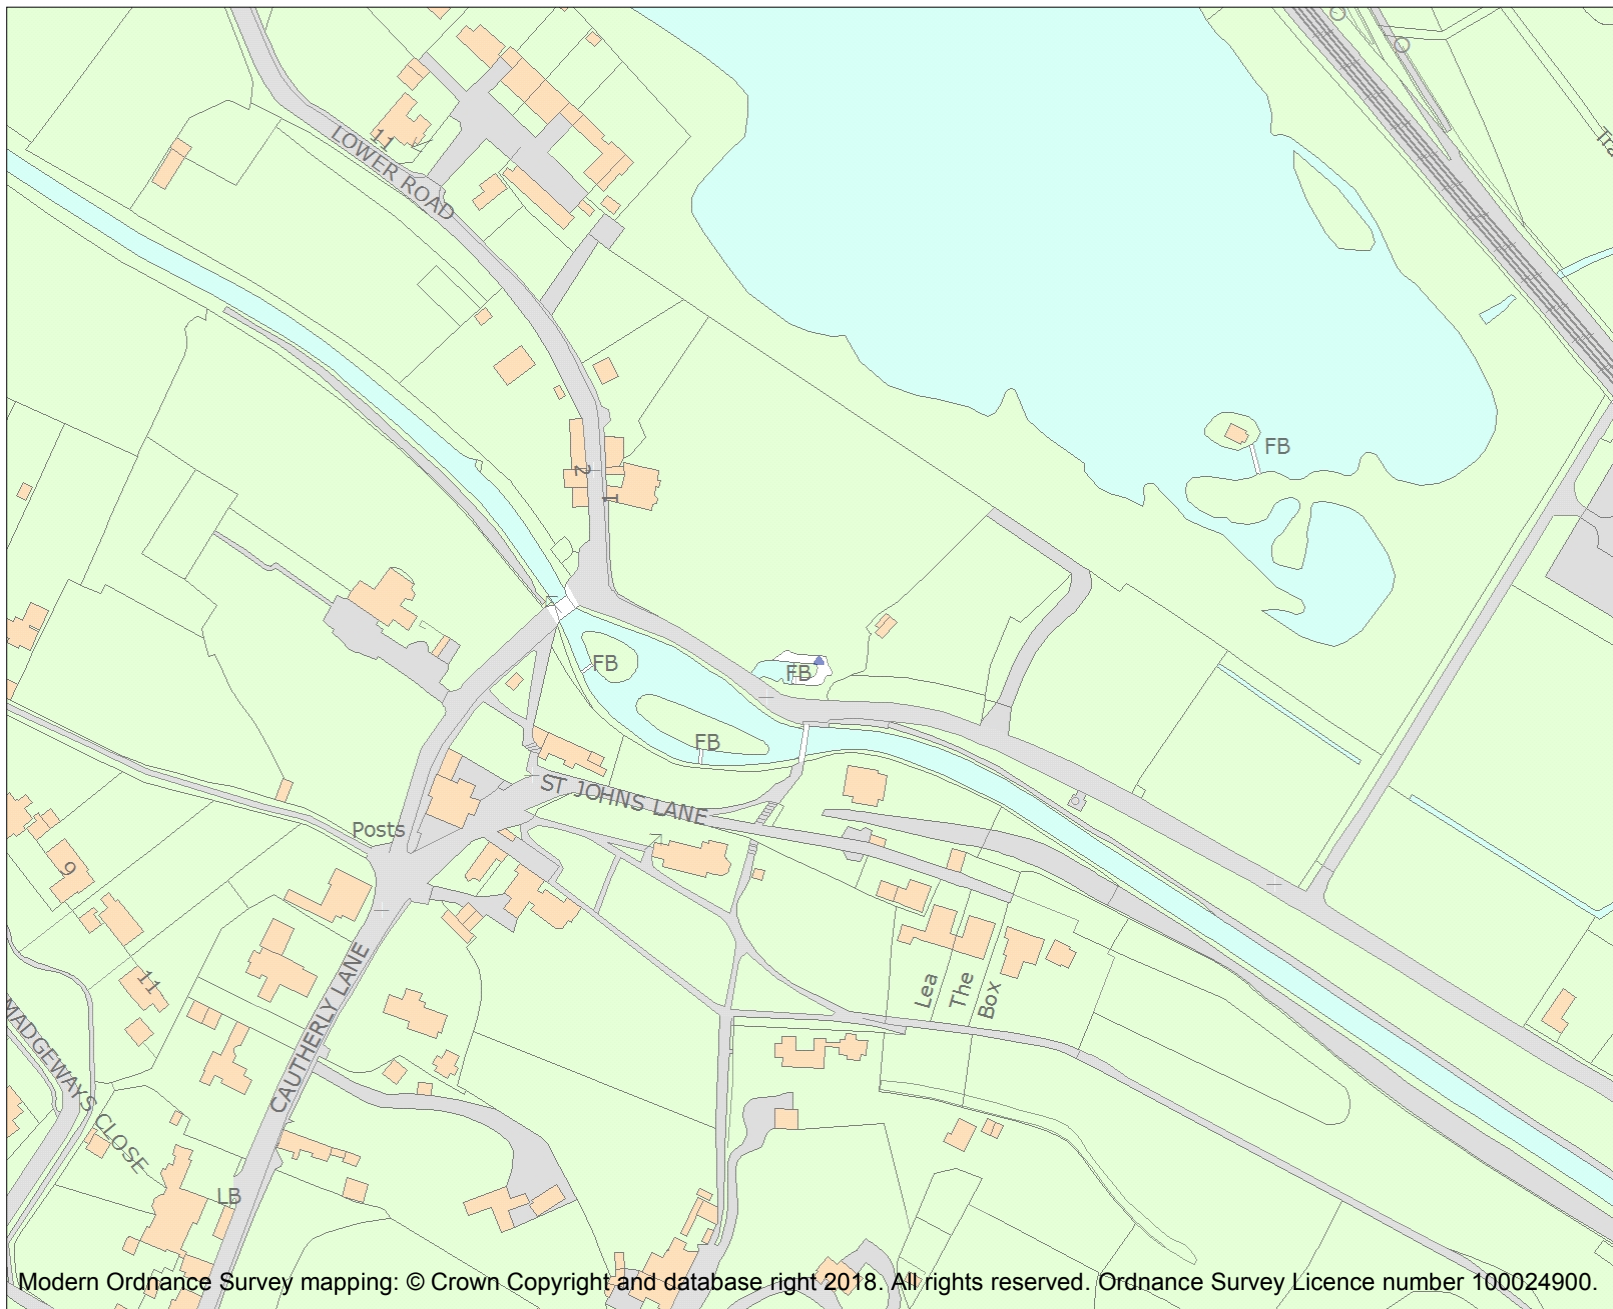 11
LOWER ROAD
FB
2
1
FB
FB
FB
ST JOHNS LANE
Posts
9
11
Lea
The
Box
CAUTHERLY LANE
MADGEWAYS CLOSE
LB
Modern Ordnance Survey mapping: © Crown Copyright and database right 2018. All rights reserved. Ordnance Survey Licence number 100024900.